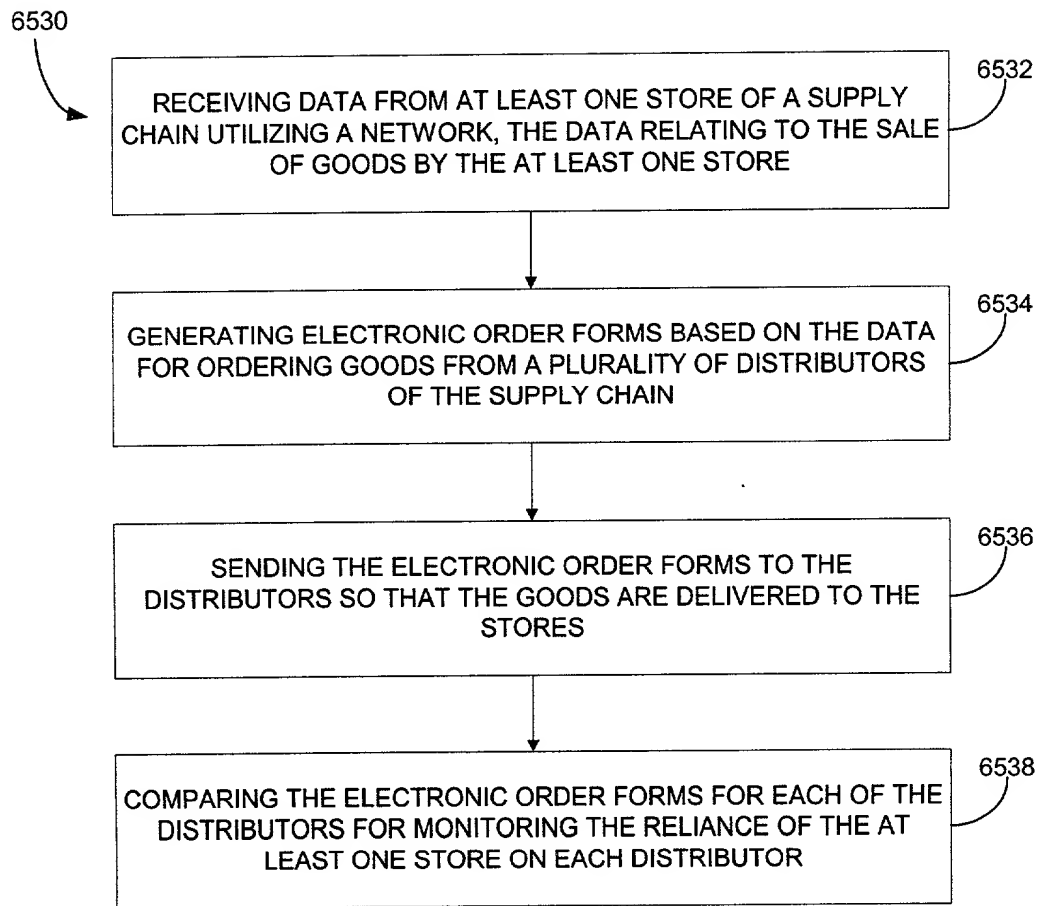 6530
6532
RECEIVING DATA FROM AT LEAST ONE STORE OF A SUPPLY
CHAIN UTILIZING A NETWORK, THE DATA RELATING TO THE SALE
OF GOODS BY THE AT LEAST ONE STORE
6534
GENERATING ELECTRONIC ORDER FORMS BASED ON THE DATA
FOR ORDERING GOODS FROM A PLURALITY OF DISTRIBUTORS
OF THE SUPPLY CHAIN
6536
SENDING THE ELECTRONIC ORDER FORMS TO THE
DISTRIBUTORS SO THAT THE GOODS ARE DELIVERED TO THE
STORES
6538
COMPARING THE ELECTRONIC ORDER FORMS FOR EACH OF THE
DISTRIBUTORS FOR MONITORING THE RELIANCE OF THE AT
LEAST ONE STORE ON EACH DISTRIBUTOR